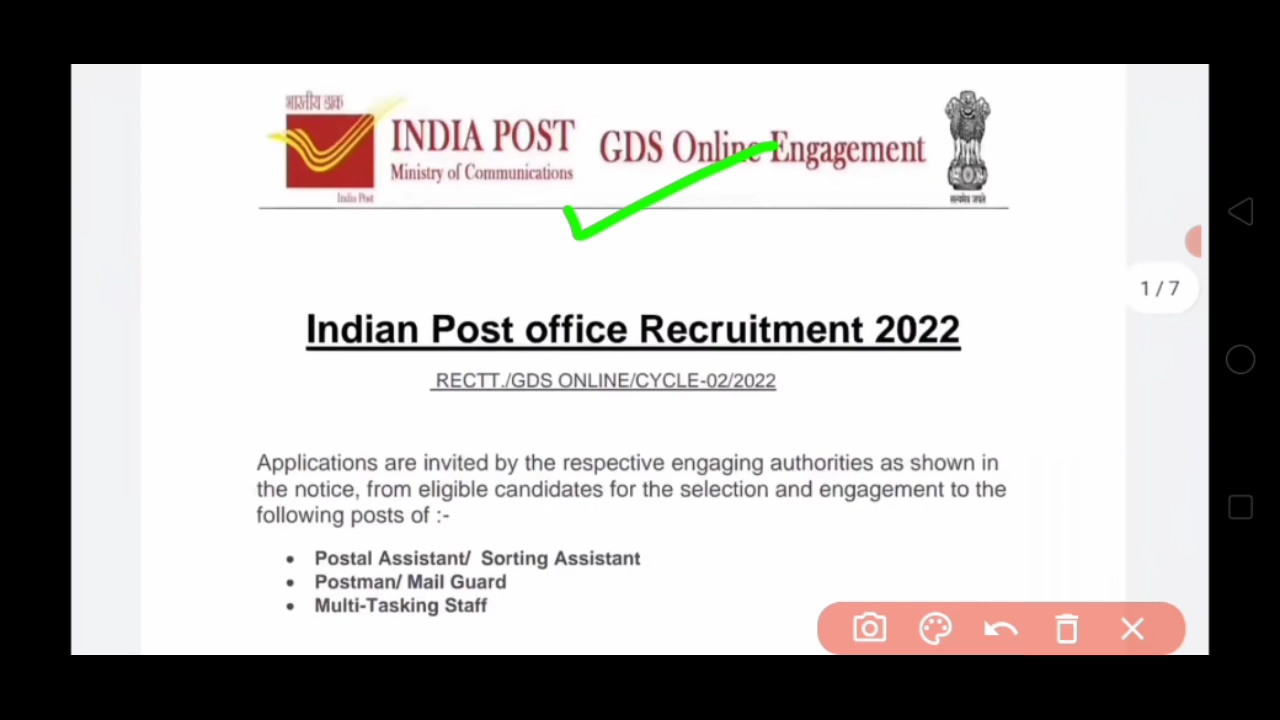 भारतीय डाक
INDIA POST
Ministry of Communications
India Post
GDS Online Engagement
सत्यमेव जयते
Indian Post office Recruitment 2022
RECTT./GDS ONLINE/CYCLE-02/2022
Applications are invited by the respective engaging authorities as shown in
the notice, from eligible candidates for the selection and engagement to the
following posts of :-
• Postal Assistant/ Sorting Assistant
• Postman/ Mail Guard
• Multi-Tasking Staff
1 / 7